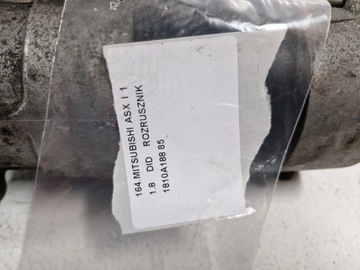 164.MITSUBISHI ASX I 1
1.8 DID ROZRUSZNIK
1810A188 85